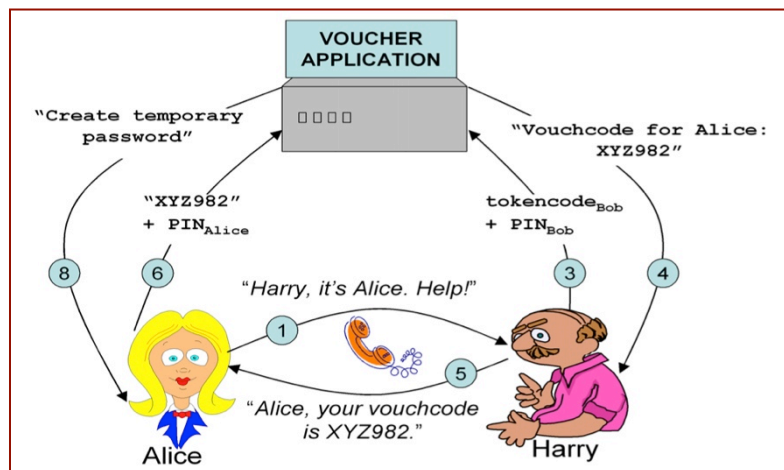 VOUCHER
APPLICATION
“Create temporary
password”
“Vouchcode for Alice:
XYZ982”
“XYZ982”
+ PINAlice
tokencodeBob
+ PINBob
8
6
3
4
“Harry, it’s Alice. Help!”
1
5
“Alice, your vouchcode
is XYZ982.”
Alice
Harry